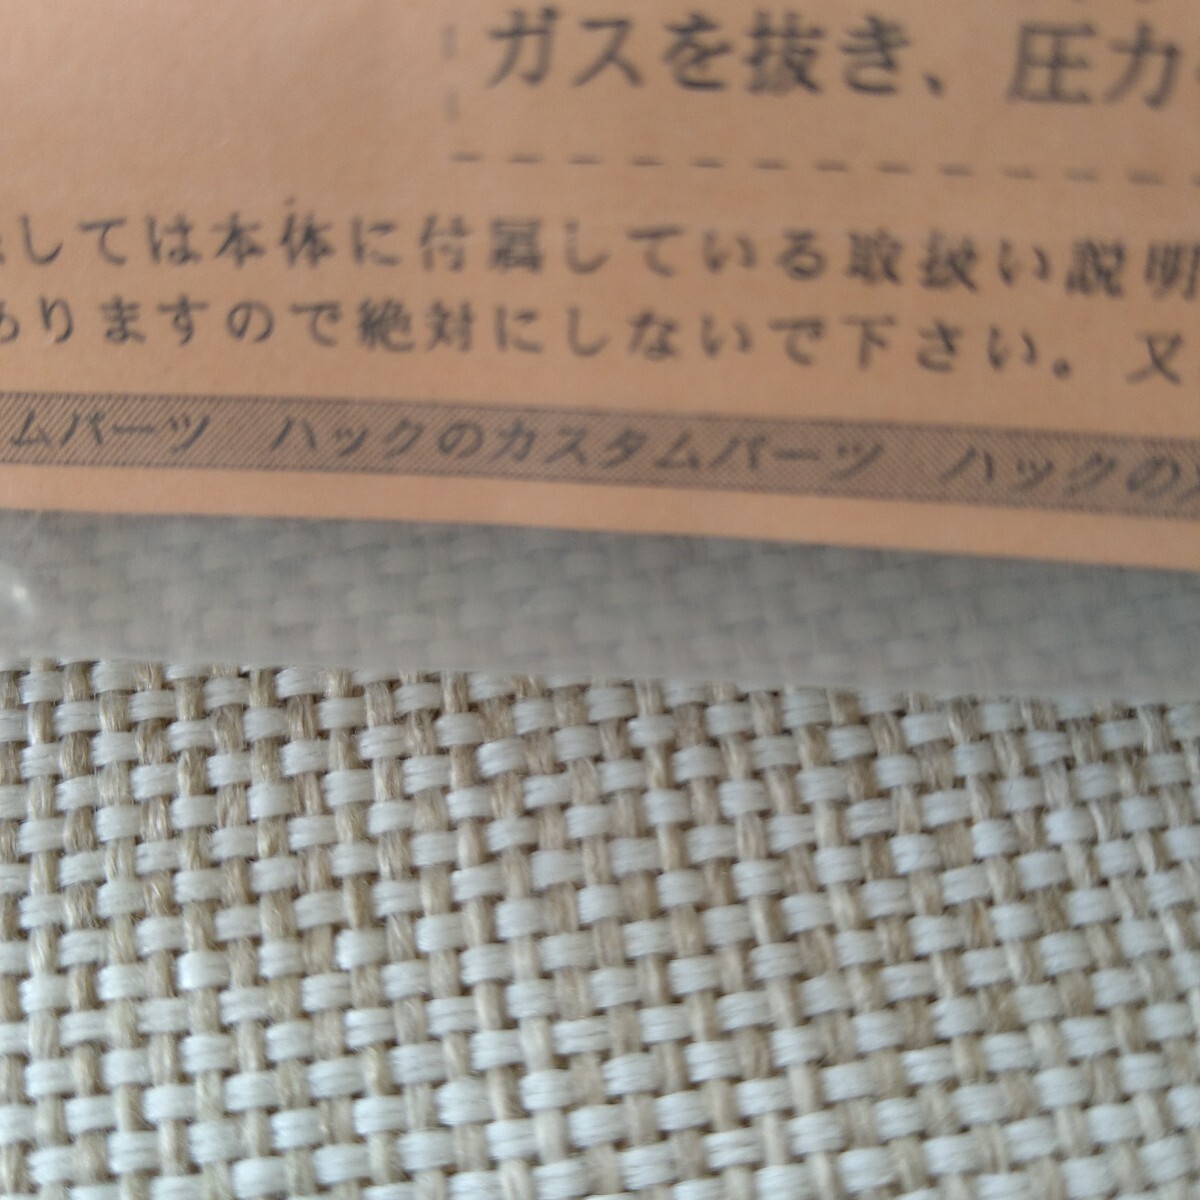 ガスを抜き、圧力
しては本体に付属している取扱い説明
ありますので絶対にしないで下さい。又
ムパーツ　ハックのカスタムパーツ　ハックのカ